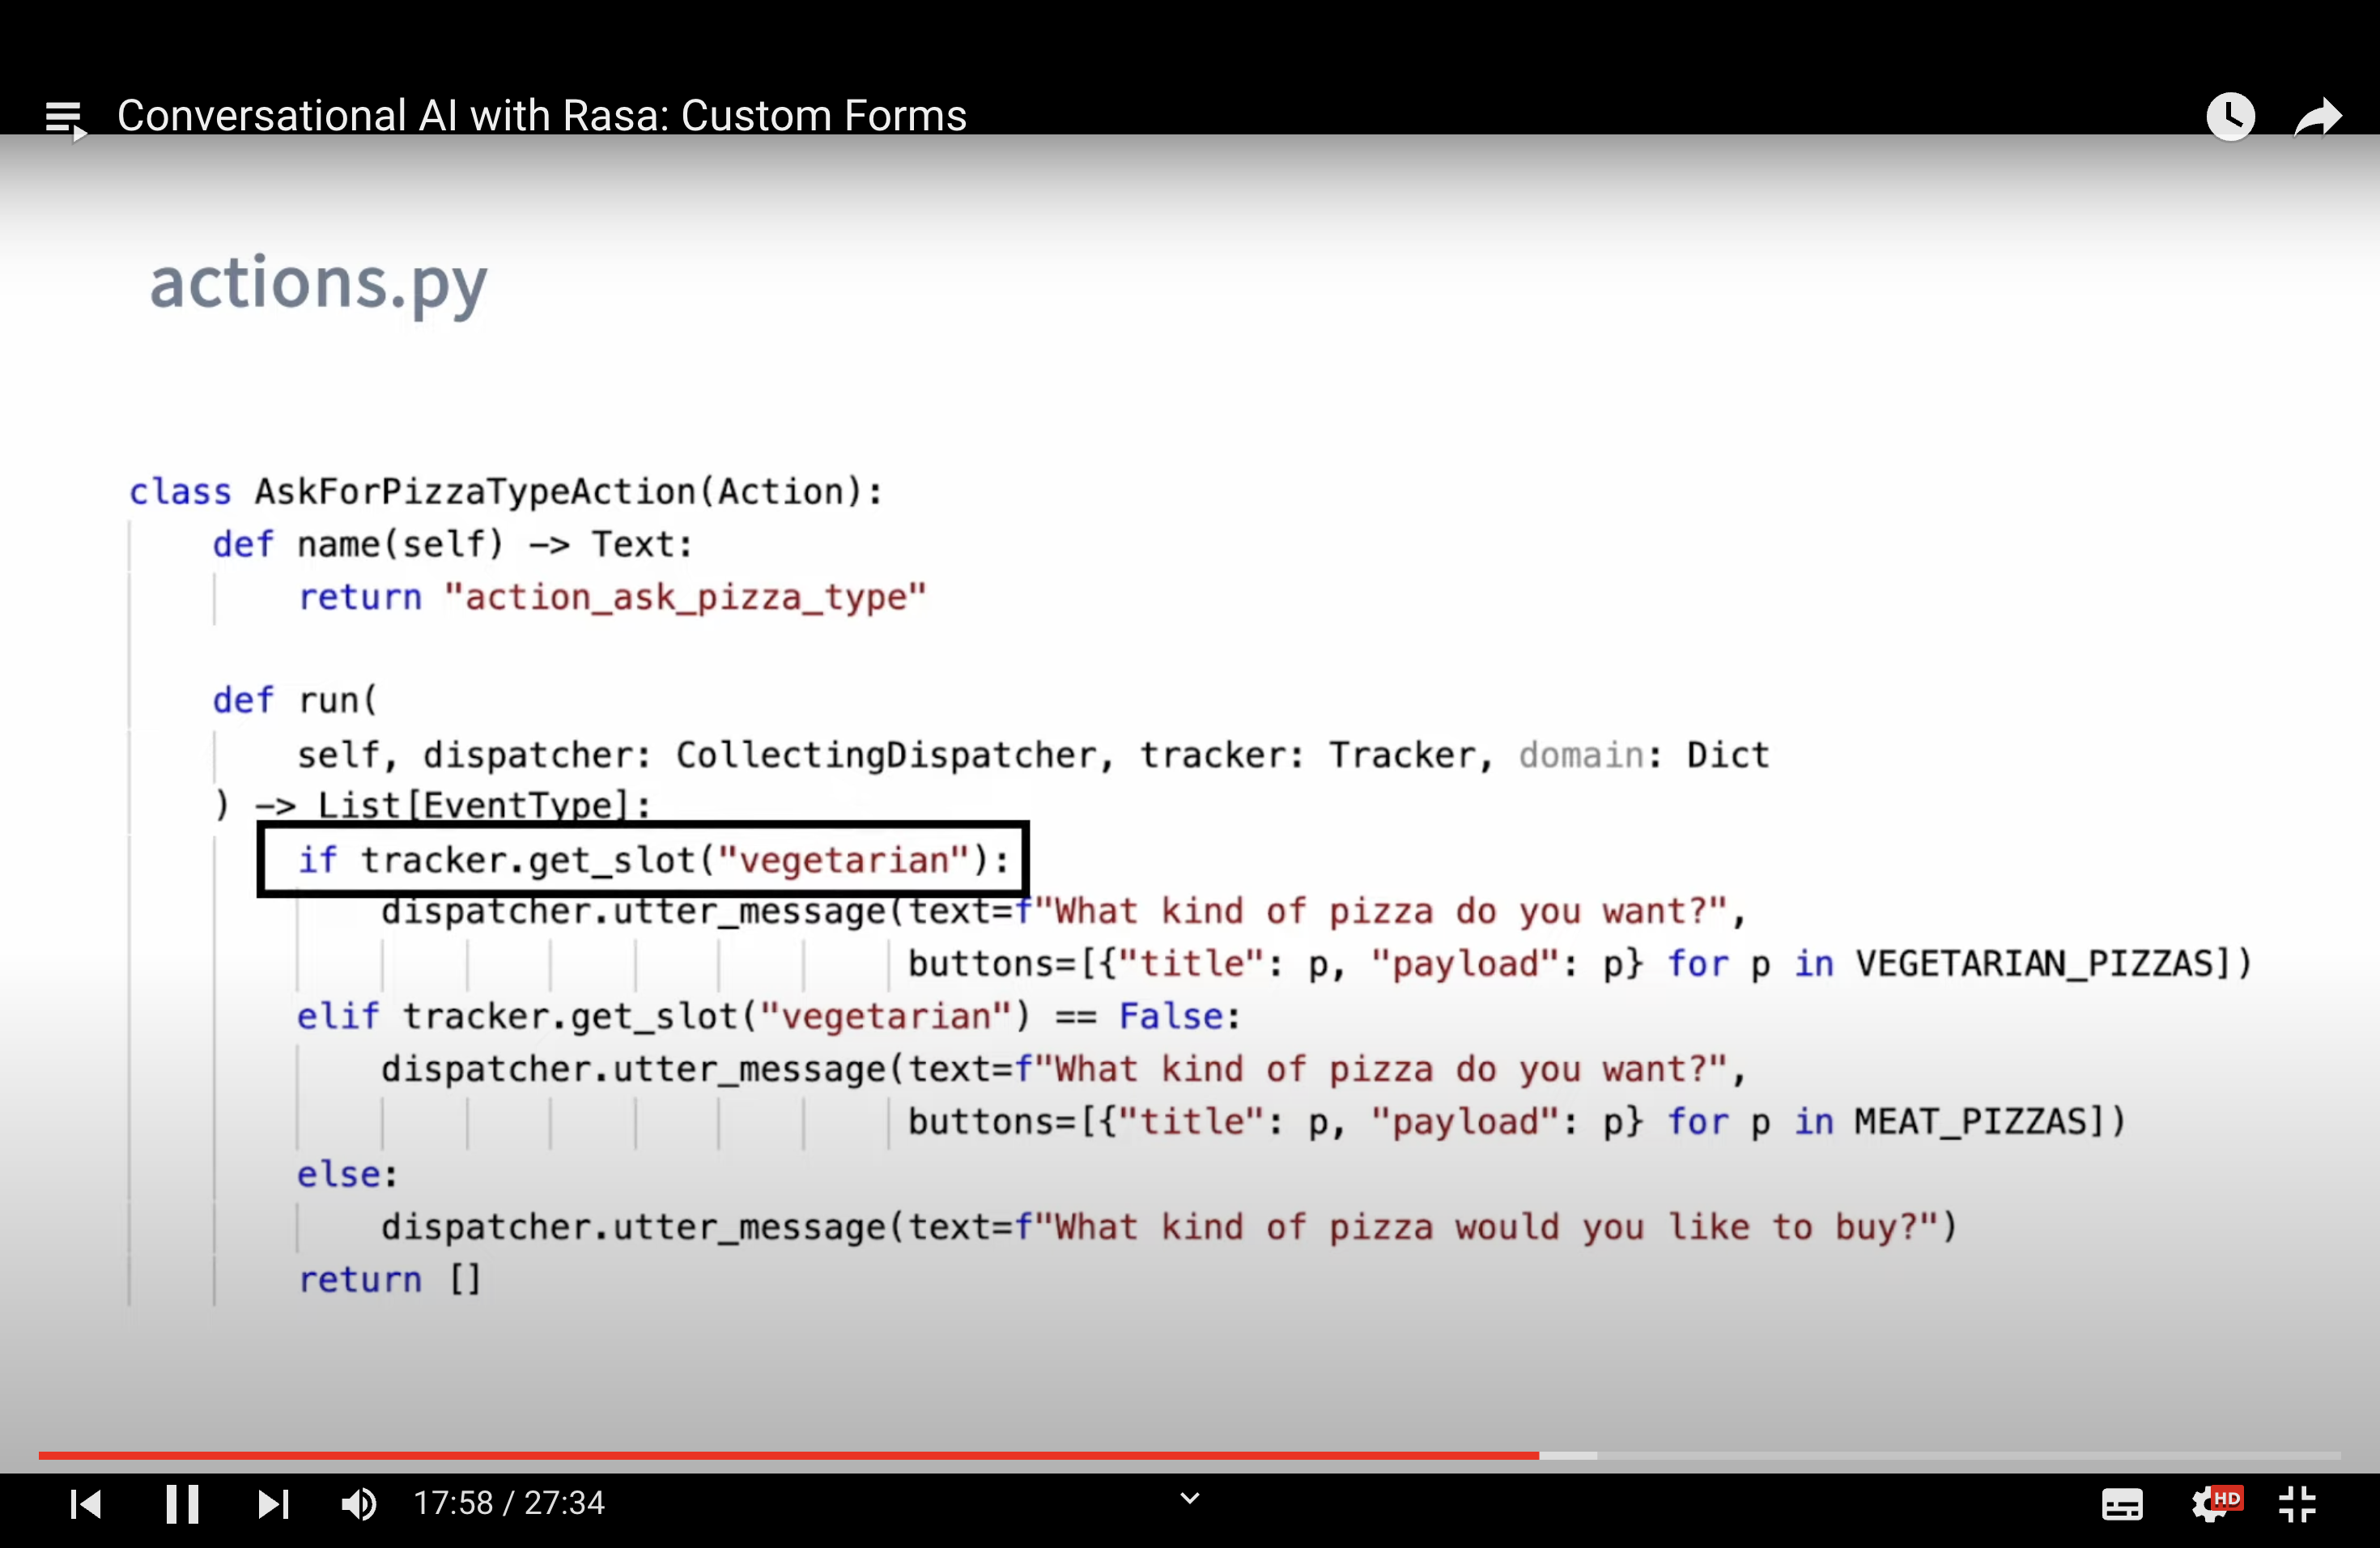 Conversational AI with Rasa: Custom Forms
actions.py
class AskForPizzaTypeAction(Action):
    def name(self) -> Text:
        return "action_ask_pizza_type"

    def run(
        self, dispatcher: CollectingDispatcher, tracker: Tracker, domain: Dict
    ) -> List[EventType]:
        if tracker.get_slot("vegetarian"):
            dispatcher.utter_message(text=f"What kind of pizza do you want?",
                                     buttons=[{"title": p, "payload": p} for p in VEGETARIAN_PIZZAS])
        elif tracker.get_slot("vegetarian") == False:
            dispatcher.utter_message(text=f"What kind of pizza do you want?",
                                     buttons=[{"title": p, "payload": p} for p in MEAT_PIZZAS])
        else:
            dispatcher.utter_message(text=f"What kind of pizza would you like to buy?")
        return []
17:58 / 27:34
HD